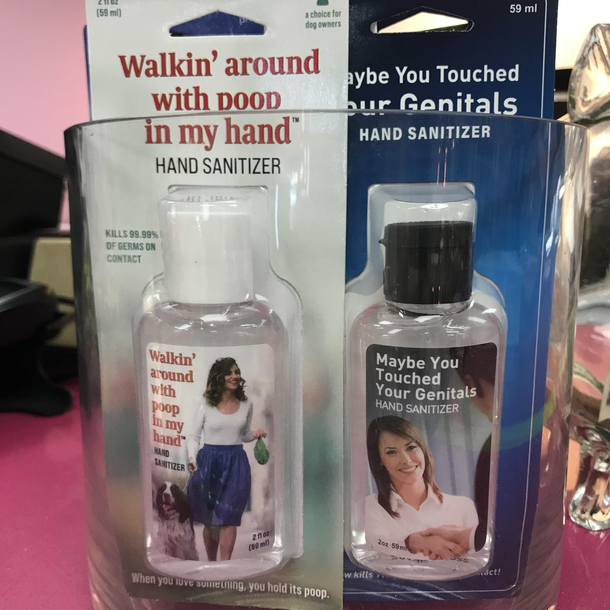 2 fl oz
(59 ml)
a choice for
dog owners
Walkin' around
with poop
in my hand™
HAND SANITIZER
KILLS 99.99%
OF GERMS ON
CONTACT
Walkin'
around
with
poop
in my
hand™
HAND
SANITIZER
2 fl oz
(59 ml)
When you love something, you hold its poop.
59 ml
aybe You Touched
our Genitals
HAND SANITIZER
Maybe You
Touched
Your Genitals
HAND SANITIZER
2oz 59m
w kills
act!